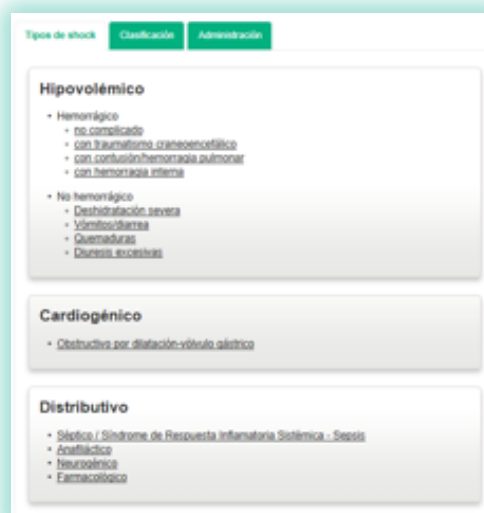 Tipos de shock
Clasificación
Administración
Hipovolémico
• Hemorrágico
• no complicado
• con traumatismo craneoencefálico
• con contusión/hemorragia pulmonar
• con hemorragia interna
• No hemorrágico
• Deshidratación severa
• Vómitos/diarrea
• Quemaduras
• Diuresis excesivas
Cardiogénico
• Obstructivo por dilatación-vólvulo gástrico
Distributivo
• Séptico / Síndrome de Respuesta Inflamatoria Sistémica - Sepsis
• Anafiláctico
• Neurogénico
• Farmacológico